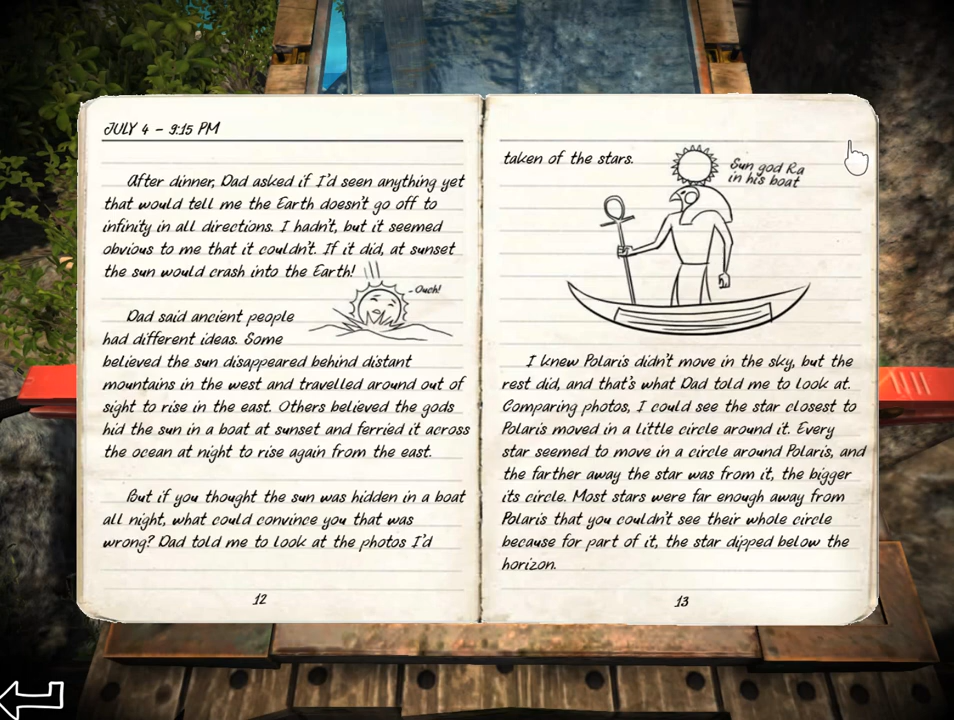 JULY 4 - 9:15 PM
After dinner, Dad asked if I'd seen anything yet
that would tell me the Earth doesn't go off to
infinity in all directions. I hadn't, but it seemed
obvious to me that it couldn't. If it did, at sunset
the sun would crash into the Earth!
- Ouch!
Dad said ancient people
had different ideas. Some
believed the sun disappeared behind distant
mountains in the west and travelled around out of
sight to rise in the east. Others believed the gods
hid the sun in a boat at sunset and ferried it across
the ocean at night to rise again from the east.
But if you thought the sun was hidden in a boat
all night, what could convince you that was
wrong? Dad told me to look at the photos I'd
12
taken of the stars.
Sun god Ra
in his boat
I knew Polaris didn't move in the sky, but the
rest did, and that's what Dad told me to look at.
Comparing photos, I could see the star closest to
Polaris moved in a little circle around it. Every
star seemed to move in a circle around Polaris, and
the farther away the star was from it, the bigger
its circle. Most stars were far enough away from
Polaris that you couldn't see their whole circle
because for part of it, the star dipped below the
horizon.
13